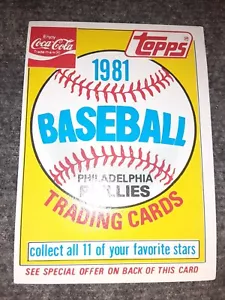 Enjoy
Coca-Cola
TOPPS
1981
BASEBALL
PHILADELPHIA
PHILLIES
TRADING CARDS
collect all 11 of your favorite stars
SEE SPECIAL OFFER ON BACK OF THIS CARD